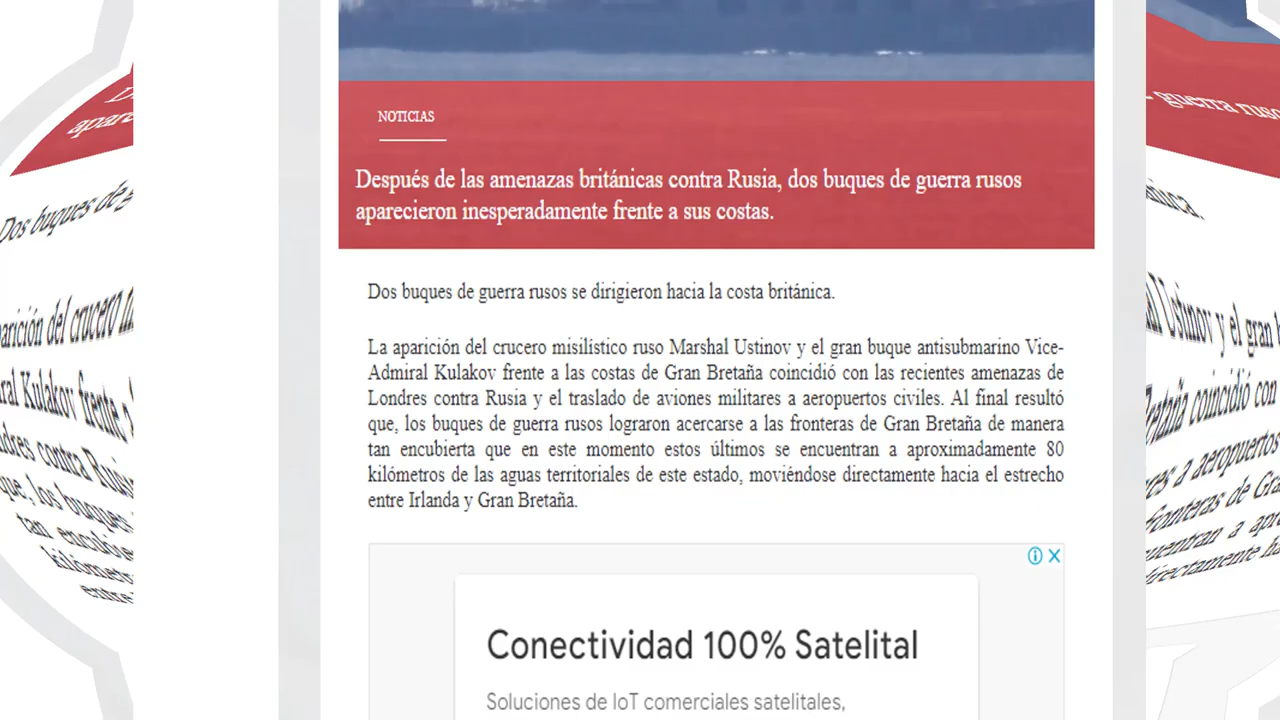 NOTICIAS
Después de las amenazas británicas contra Rusia, dos buques de guerra rusos
aparecieron inesperadamente frente a sus costas.
Dos buques de guerra rusos se dirigieron hacia la costa británica.
La aparición del crucero misilístico ruso Marshal Ustinov y el gran buque antisubmarino Vice-
Admiral Kulakov frente a las costas de Gran Bretaña coincidió con las recientes amenazas de
Londres contra Rusia y el traslado de aviones militares a aeropuertos civiles. Al final resultó
que, los buques de guerra rusos lograron acercarse a las fronteras de Gran Bretaña de manera
tan encubierta que en este momento estos últimos se encuentran a aproximadamente 80
kilómetros de las aguas territoriales de este estado, moviéndose directamente hacia el estrecho
entre Irlanda y Gran Bretaña.
Conectividad 100% Satelital
Soluciones de IoT comerciales satelitales,